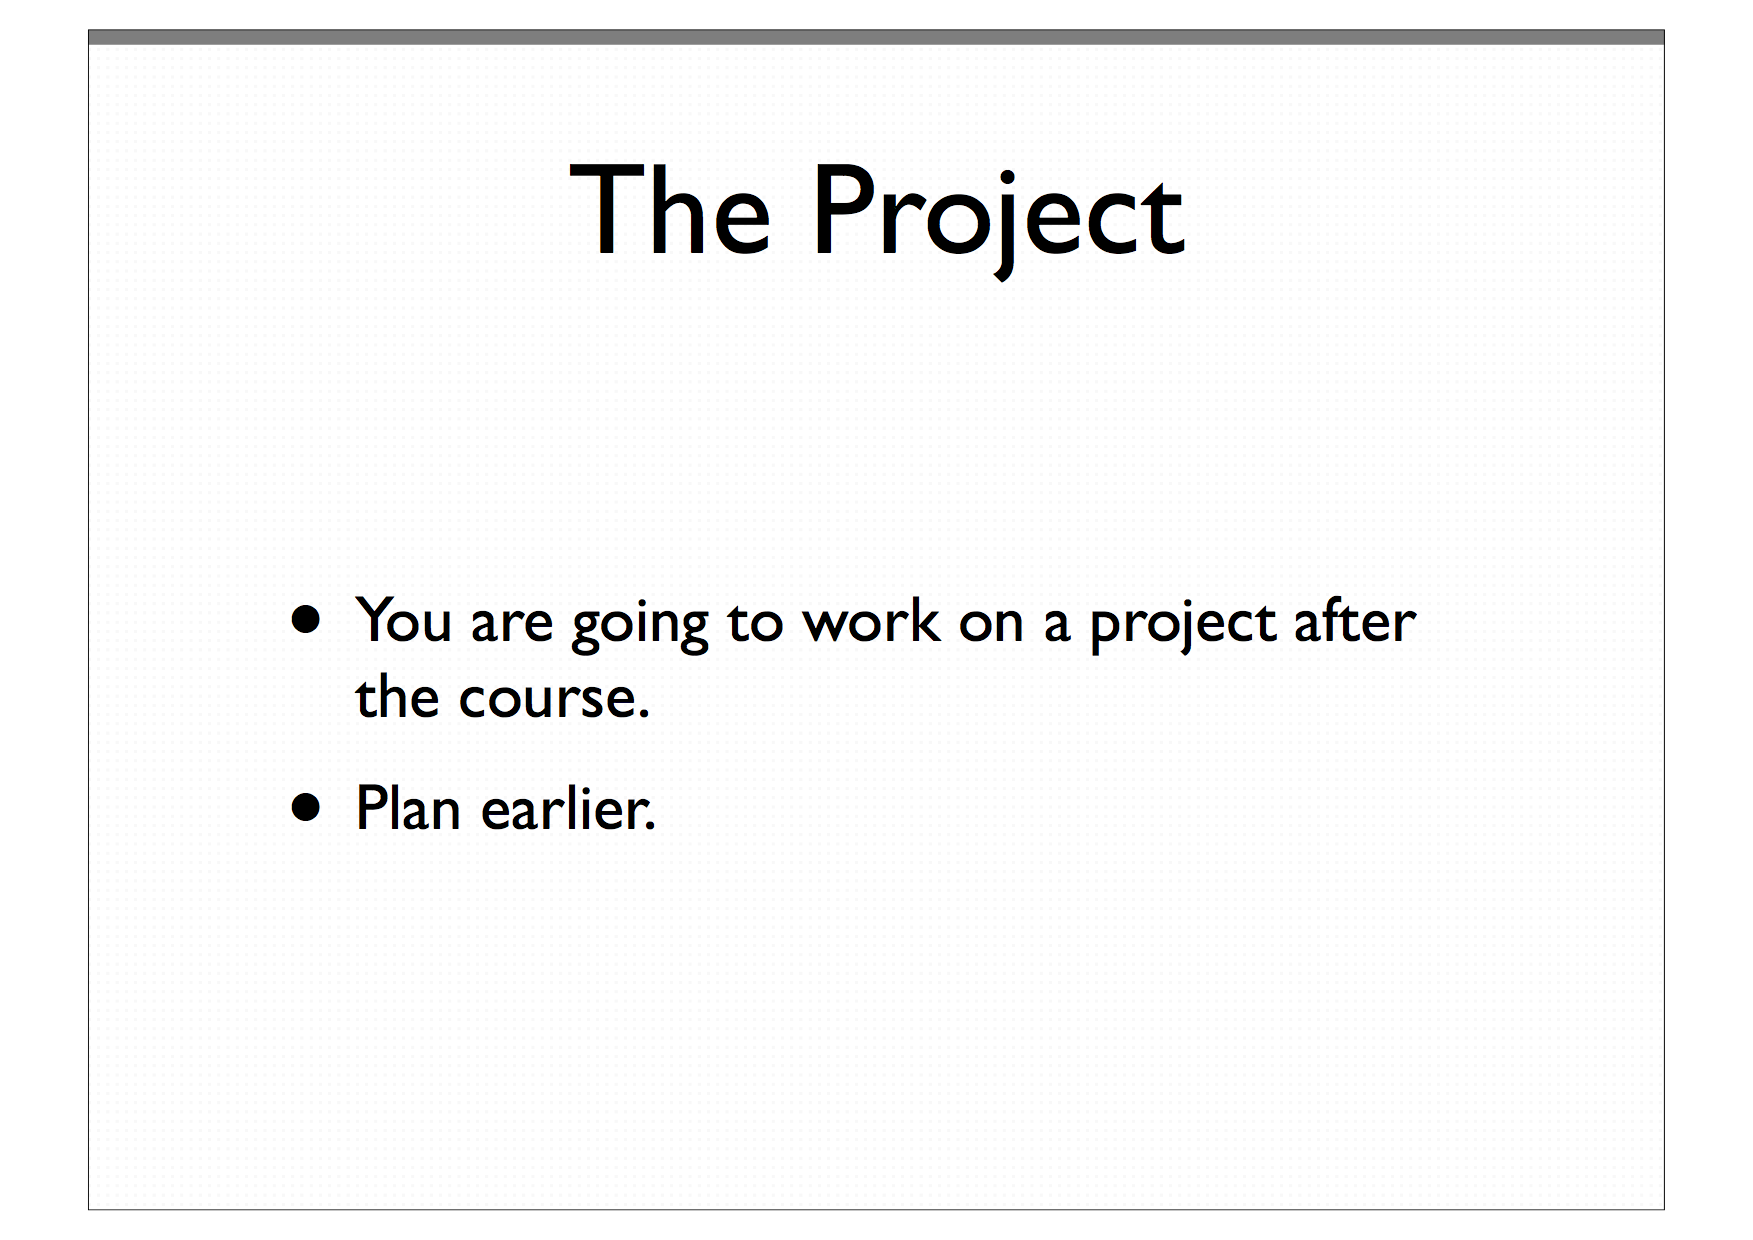 The Project
• You are going to work on a project after
the course.
• Plan earlier.